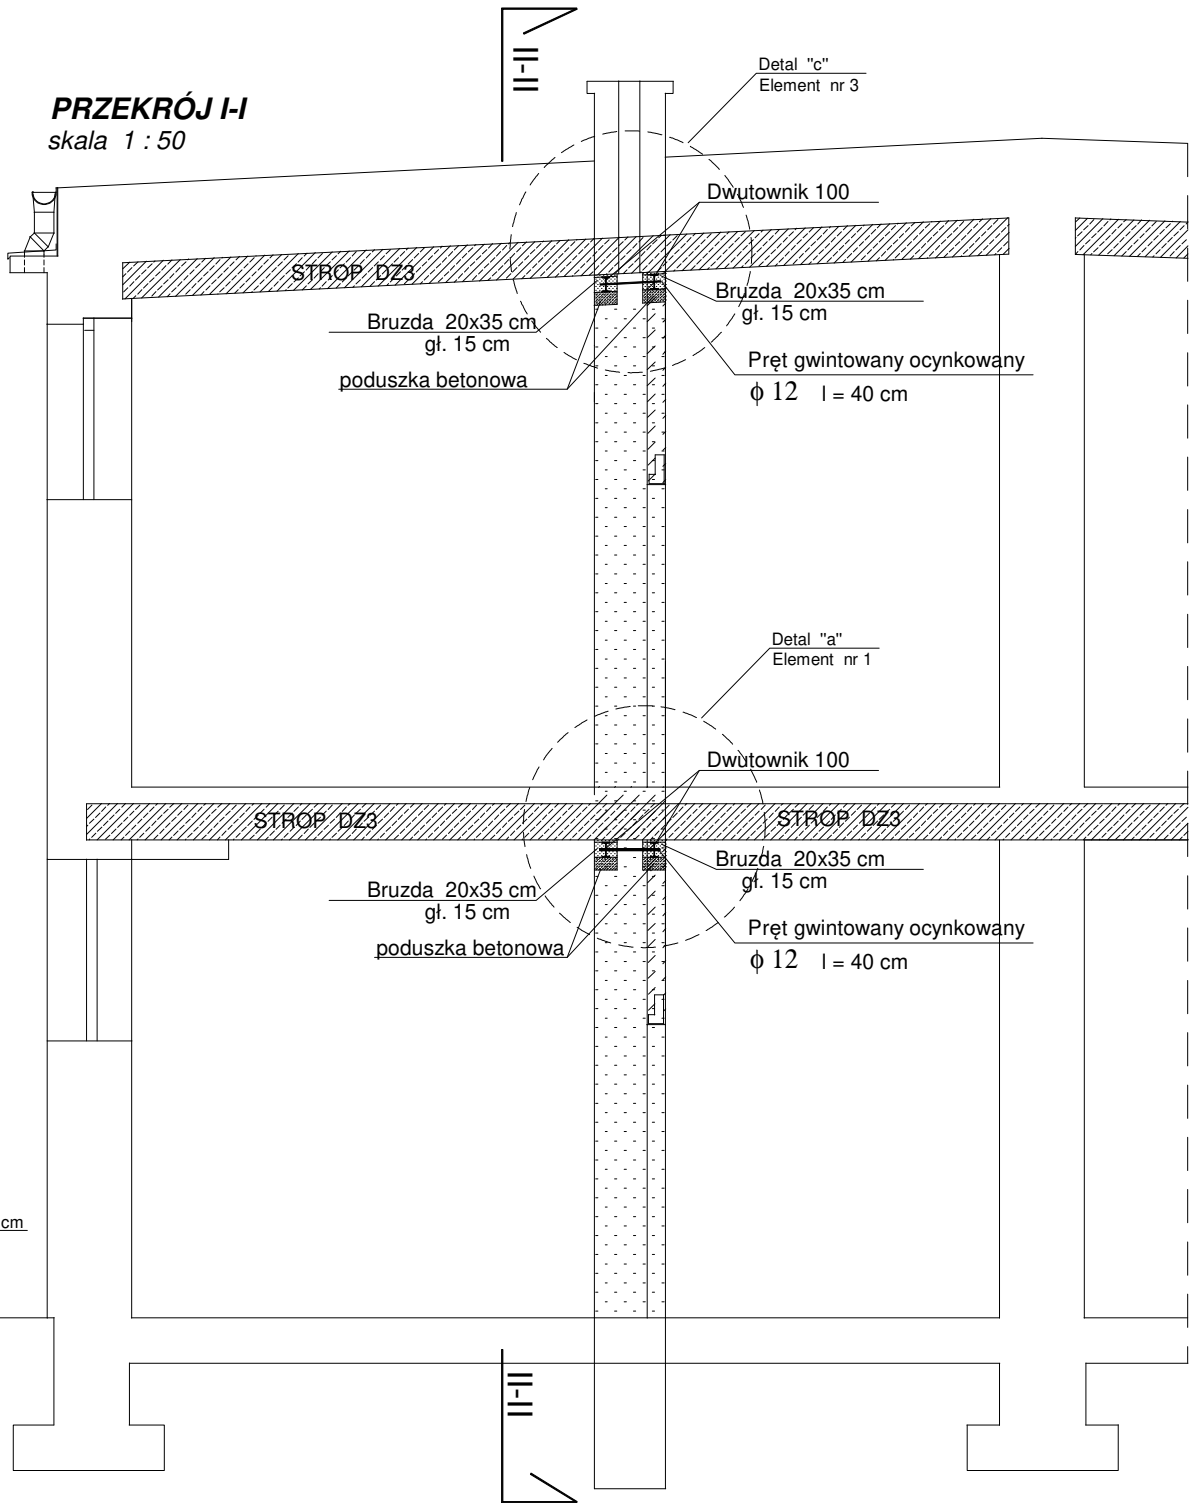 II-II
Detal "c"
Element nr 3
PRZEKRÓJ I-I
skala 1 : 50
Dwutownik 100
STROP DZ3
Bruzda 20x35 cm
gł. 15 cm
Bruzda 20x35 cm
gł. 15 cm
Pręt gwintowany ocynkowany
ϕ 12 l = 40 cm
poduszka betonowa
Detal "a"
Element nr 1
Dwutownik 100
STROP DZ3
STROP DZ3
Bruzda 20x35 cm
gł. 15 cm
Bruzda 20x35 cm
gł. 15 cm
Pręt gwintowany ocynkowany
ϕ 12 l = 40 cm
poduszka betonowa
cm
II-II